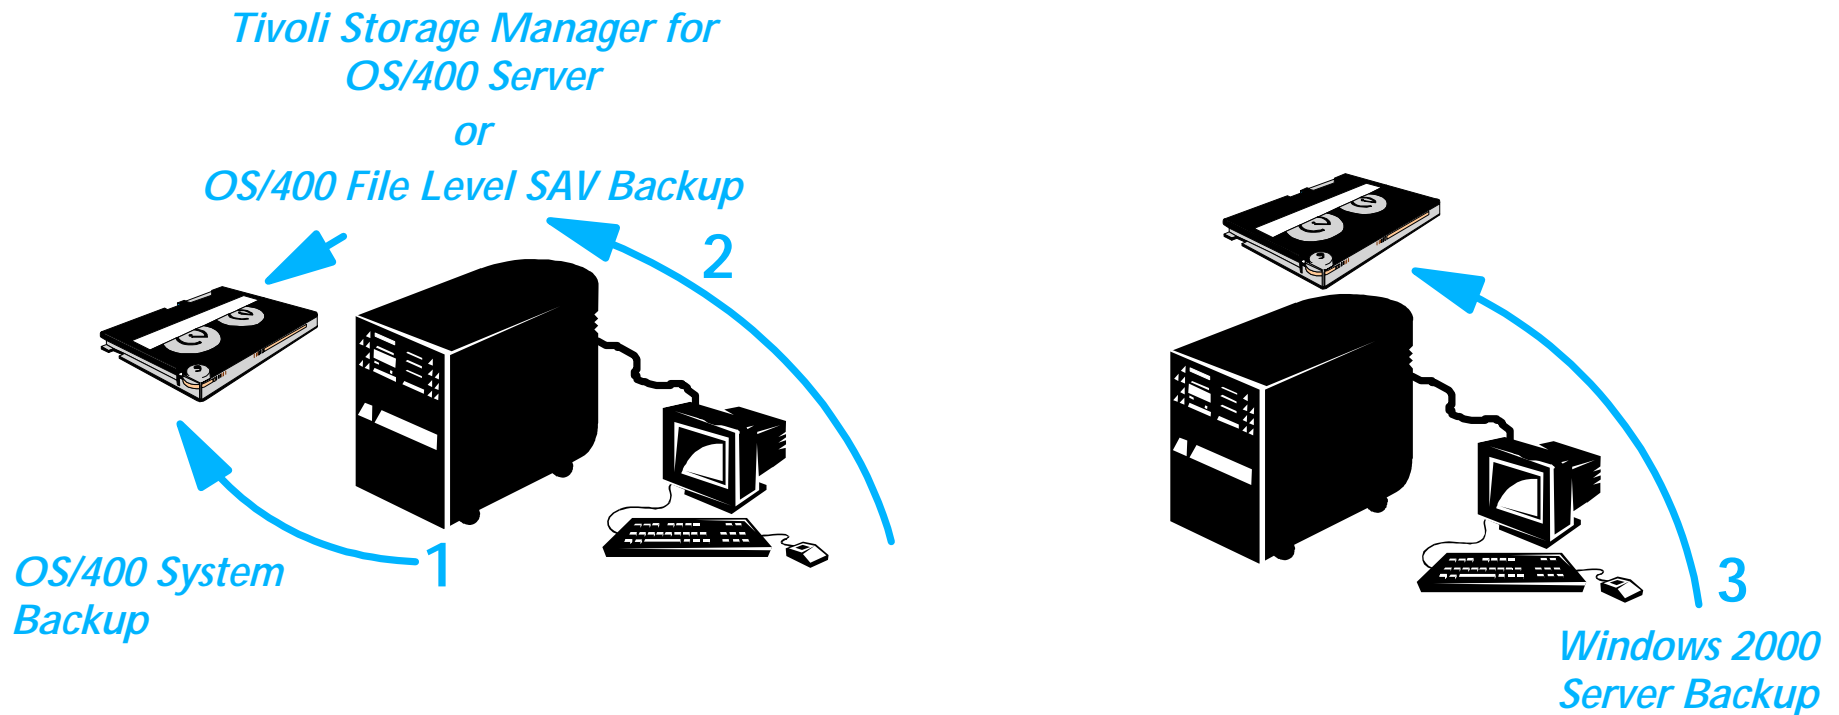 Tivoli Storage Manager for
OS/400 Server
or
OS/400 File Level SAV Backup
2
1
OS/400 System
Backup
3
Windows 2000
Server Backup